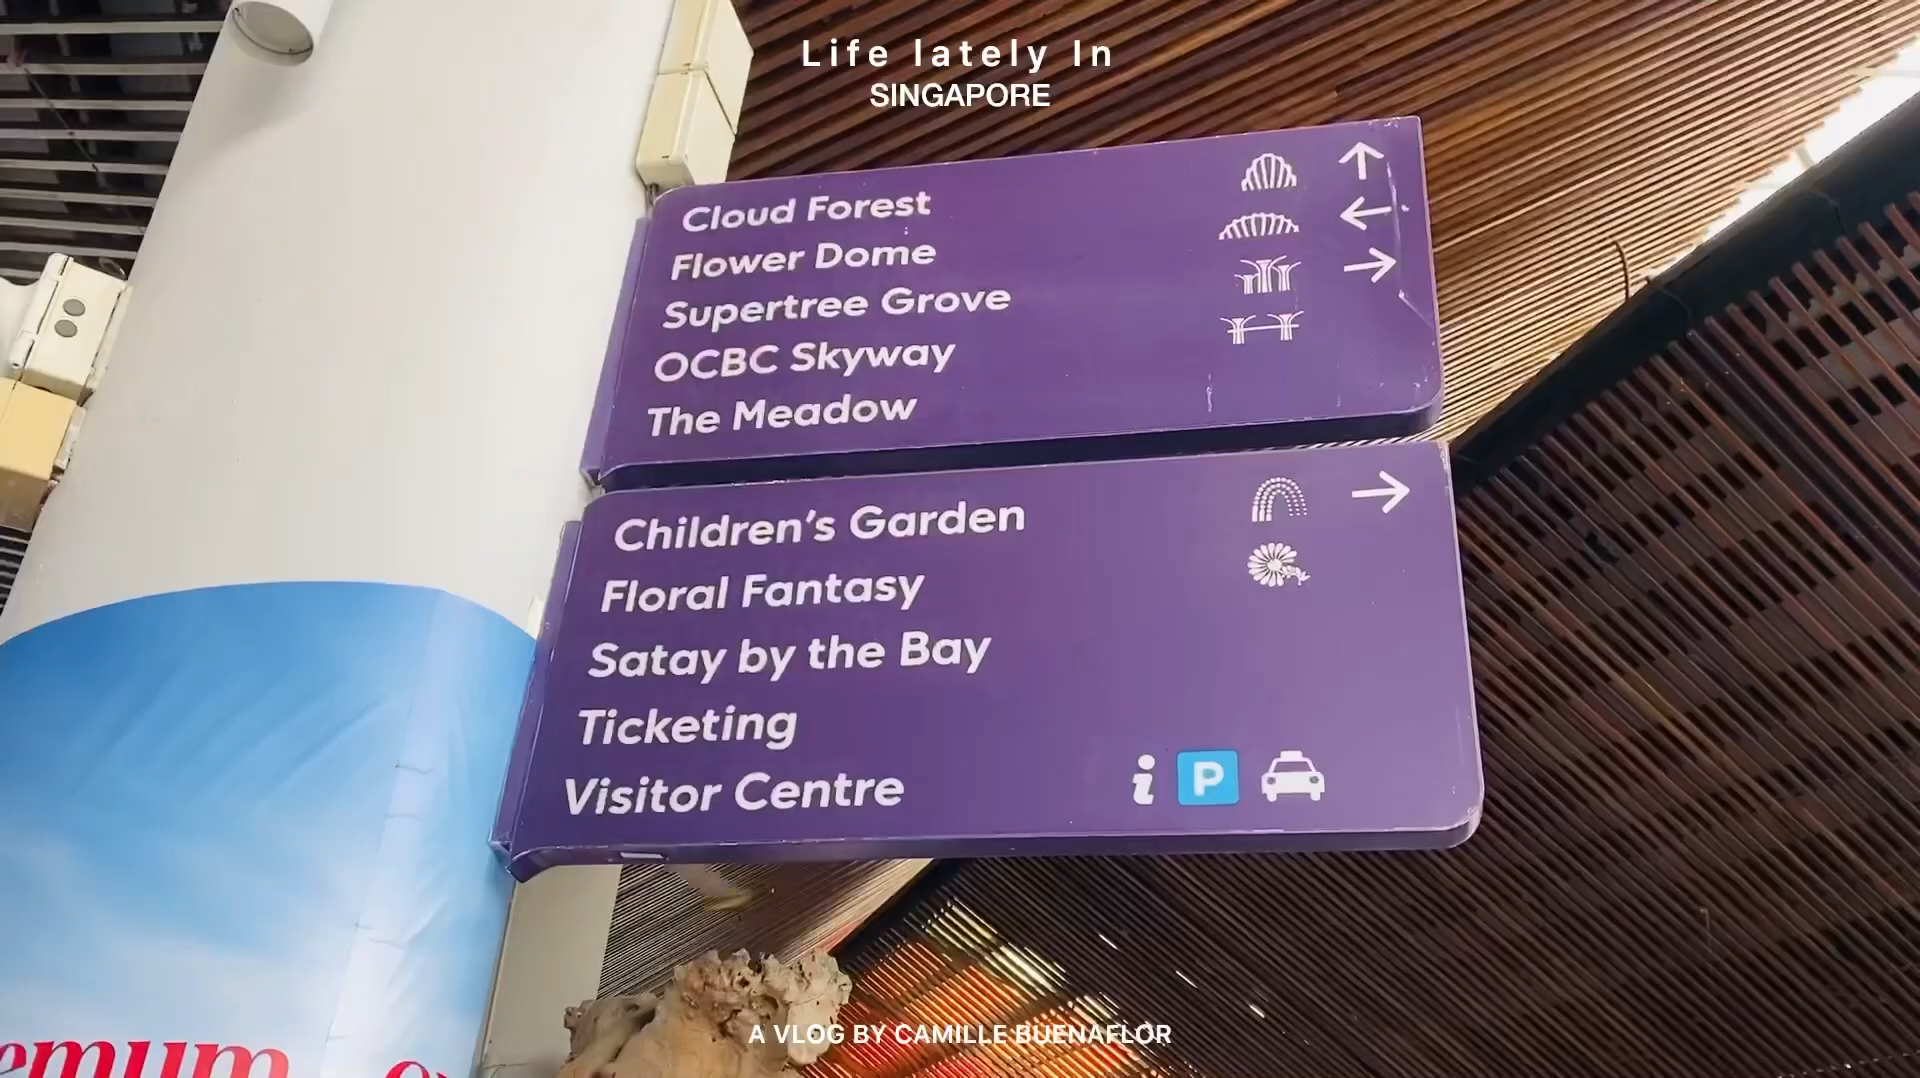 Life lately In
SINGAPORE
Cloud Forest
Flower Dome
Supertree Grove
OCBC Skyway
The Meadow
Children's Garden
Floral Fantasy
Satay by the Bay
Ticketing
Visitor Centre
i P
A VLOG BY CAMILLE BUENAFLOR